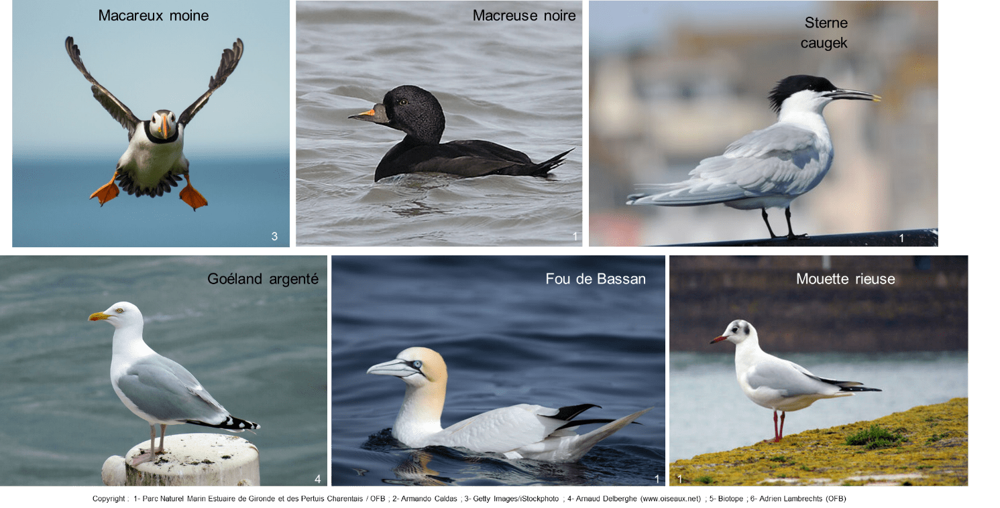 Macareux moine
Macreuse noire
Sterne
caugek
3
1
1
Goéland argenté
Fou de Bassan
Mouette rieuse
4
1
1
Copyright : 1- Parc Naturel Marin Estuaire de Gironde et des Pertuis Charentais / OFB ; 2- Armando Caldas ; 3- Getty Images/iStockphoto ; 4- Arnaud Delberghe (www.oiseaux.net) ; 5- Biotope ; 6- Adrien Lambrechts (OFB)